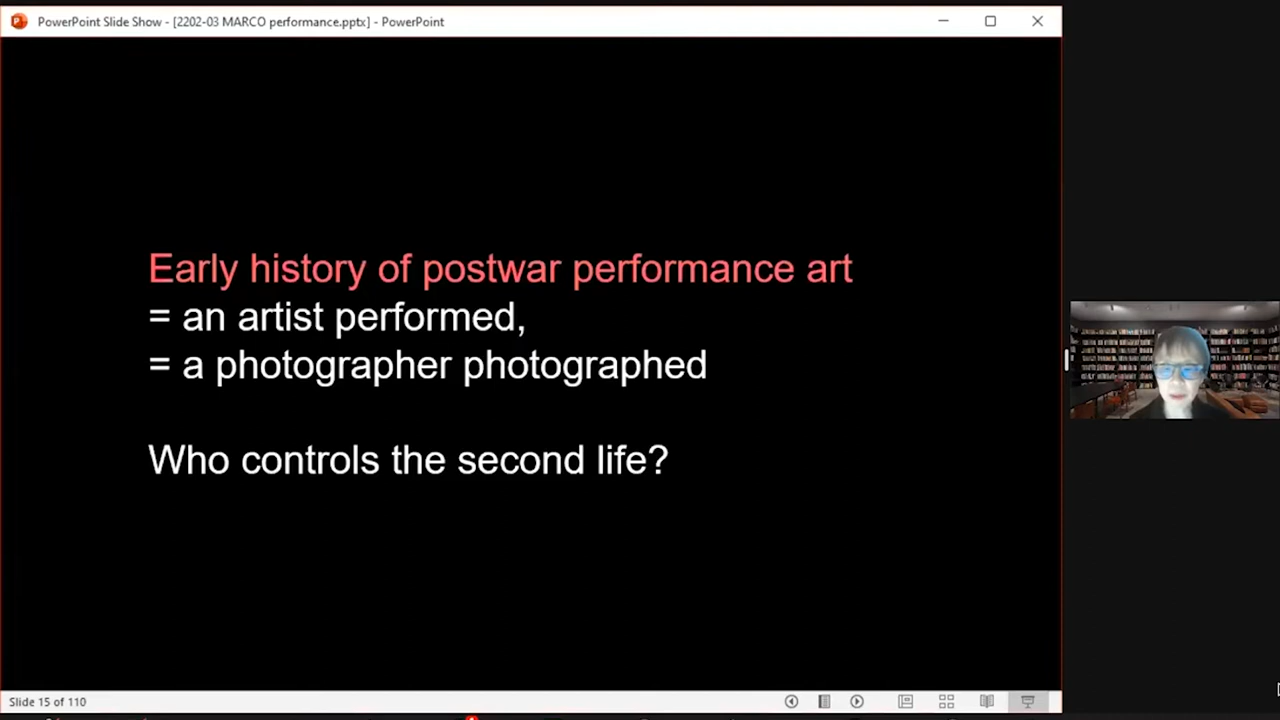 PowerPoint Slide Show - [2202-03 MARCO performance.pptx] - PowerPoint
Early history of postwar performance art
= an artist performed,
= a photographer photographed
Who controls the second life?
Slide 15 of 110